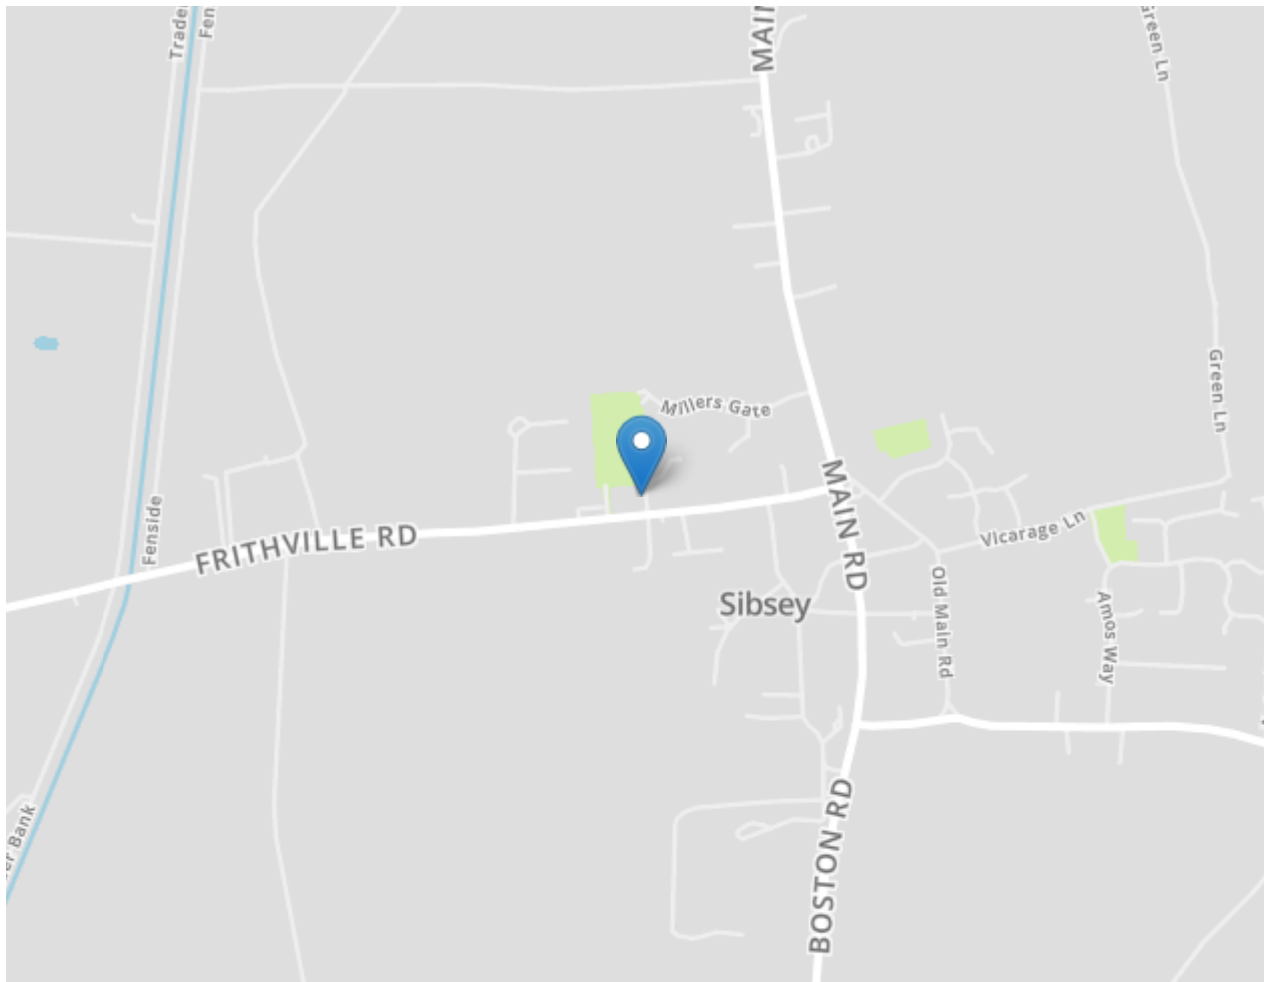 Fen
MAIN
Green Ln
Green Ln
Millers Gate
MAIN RD
Fenside
FRITHVILLE RD
Vicarage Ln
Sibsey
Old Main Rd
Amos Way
BOSTON RD
Bank